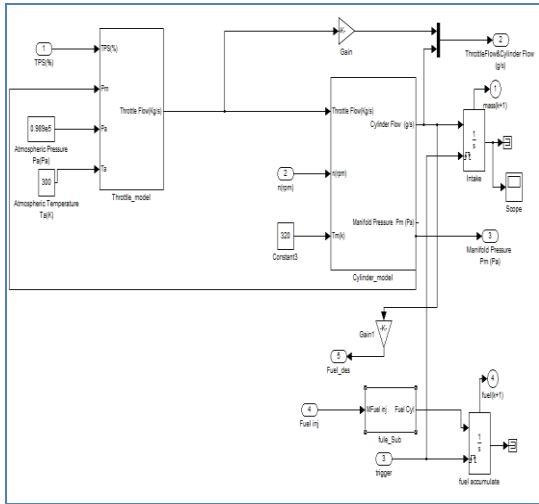 1
TPS(%)
Pm
Pa
Ta
Throttle Flow(Kg/s)
Throttle_model
0.989e5
Atmospheric Pressure
Pa(Pa)
300
Atmospheric Temperature
Ta(K)
-K-
Gain
2
ThrottleFlow&Cylinder Flow
(g/s)
Throttle Flow(Kg/s)
n(rpm)
Tm(k)
Cylinder Flow (g/s)
Manifold Pressure Pm (Pa)
Cylinder_model
2
n(rpm)
320
Constant3
1
mass(k+1)
1
s
Intake
Scope
3
Manifold Pressure
Pm (Pa)
-K-
Gain1
5
Fuel_des
4
Fuel inj
MFuel inj
Fuel Cyl
fule_Sub
3
trigger
4
fuel(k+1)
1
s
fuel accumulate